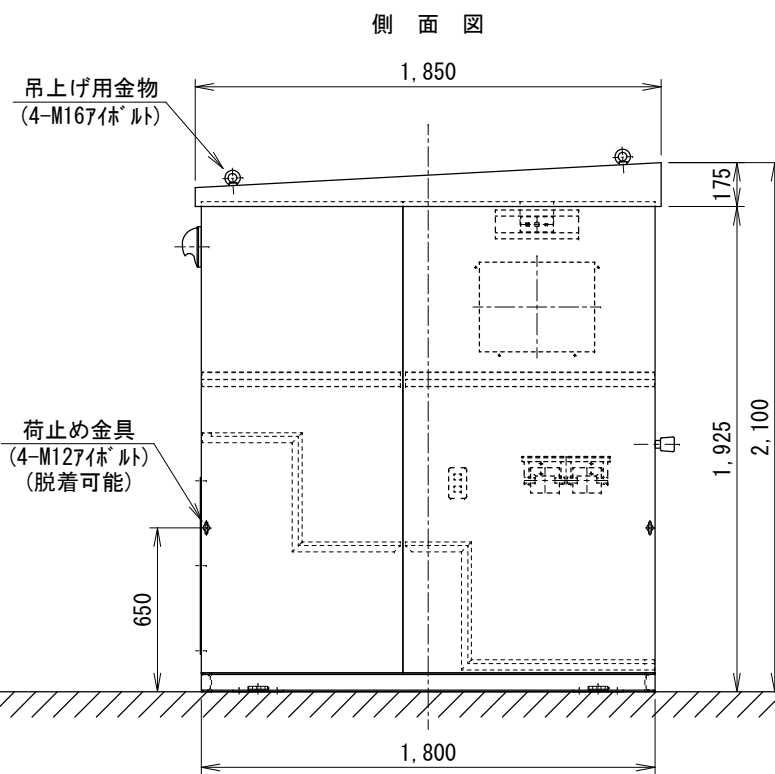 側面図
1,850
吊上げ用金物
(4-M16ｱｲﾎﾞﾙﾄ)
175
1,925
2,100
荷止め金具
(4-M12ｱｲﾎﾞﾙﾄ)
(脱着可能)
650
1,800